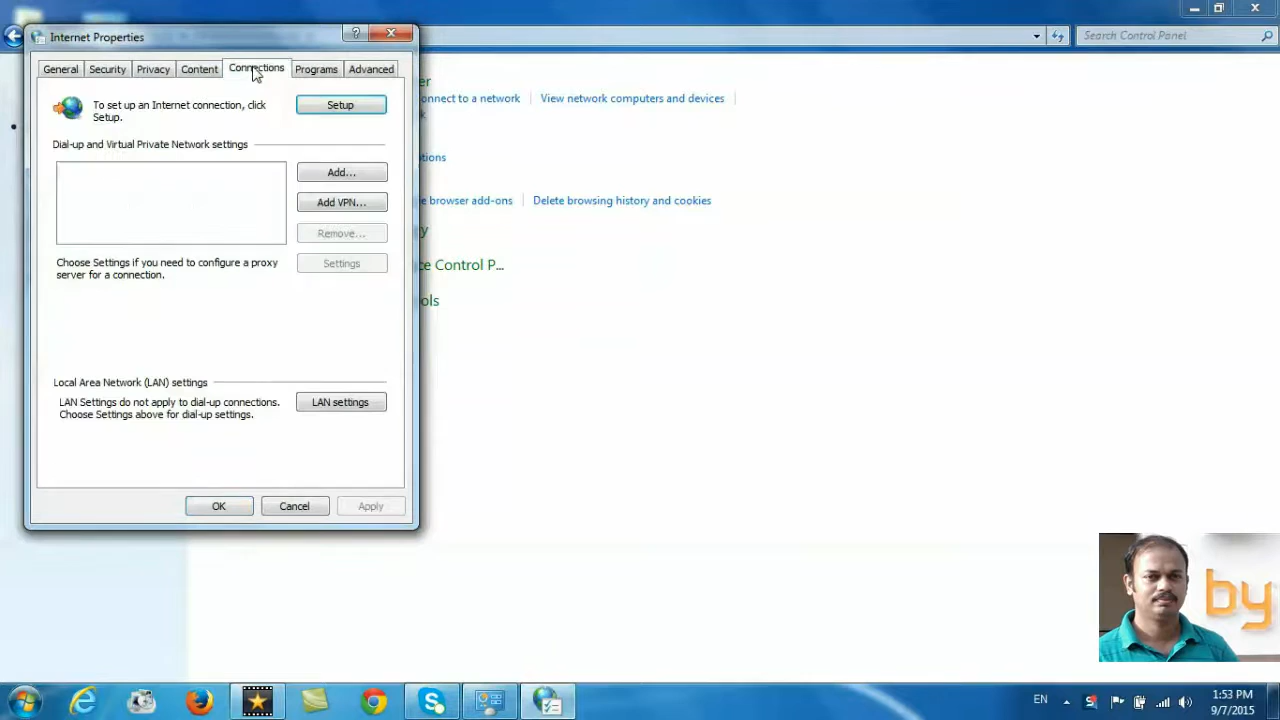 Internet Properties
Search Control Panel
General Security Privacy Content Connections Programs Advanced
To set up an Internet connection, click
Setup.
Setup
Dial-up and Virtual Private Network settings
Add...
Add VPN...
Remove...
Choose Settings if you need to configure a proxy
server for a connection.
Settings
Local Area Network (LAN) settings
LAN Settings do not apply to dial-up connections.
Choose Settings above for dial-up settings.
LAN settings
OK Cancel Apply
er
onnect to a network View network computers and devices
k
tions
e browser add-ons Delete browsing history and cookies
y
ce Control P...
ols
by
EN
1:53 PM
9/7/2015